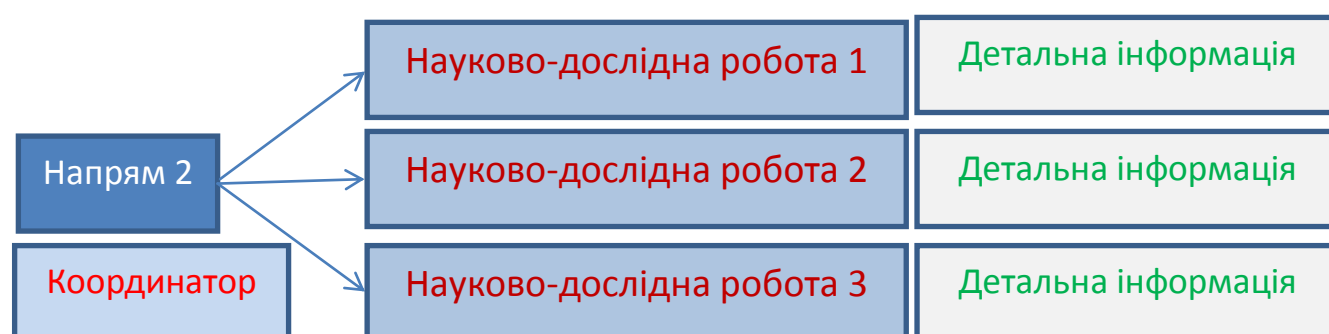 Науково-дослідна робота 1
Детальна інформація
Напрям 2
Науково-дослідна робота 2
Детальна інформація
Координатор
Науково-дослідна робота 3
Детальна інформація